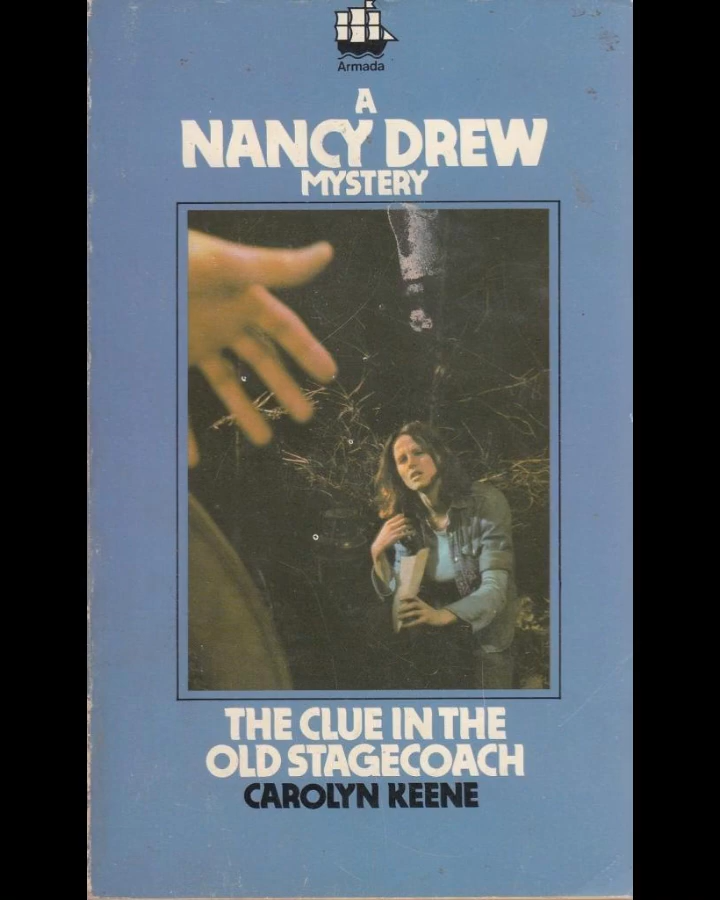 Armada
A
NANCY DREW
MYSTERY
THE CLUE IN THE
OLD STAGECOACH
CAROLYN KEENE